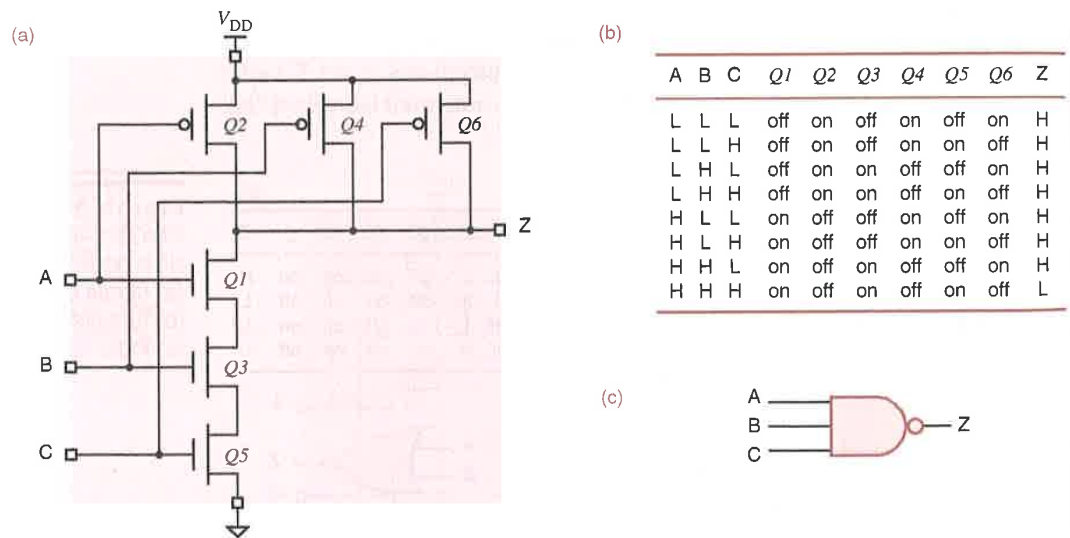 (a)
V_DD
Q2
Q4
Q6
Z
A
Q1
B
Q3
C
Q5
(b)
A B C Q1 Q2 Q3 Q4 Q5 Q6 Z
L L L off on off on off on H
L L H off on off on on off H
L H L off on on off off on H
L H H off on on off on off H
H L L on off off on off on H
H L H on off off on on off H
H H L on off on off off on H
H H H on off on off on off L
(c)
A
B
Z
C